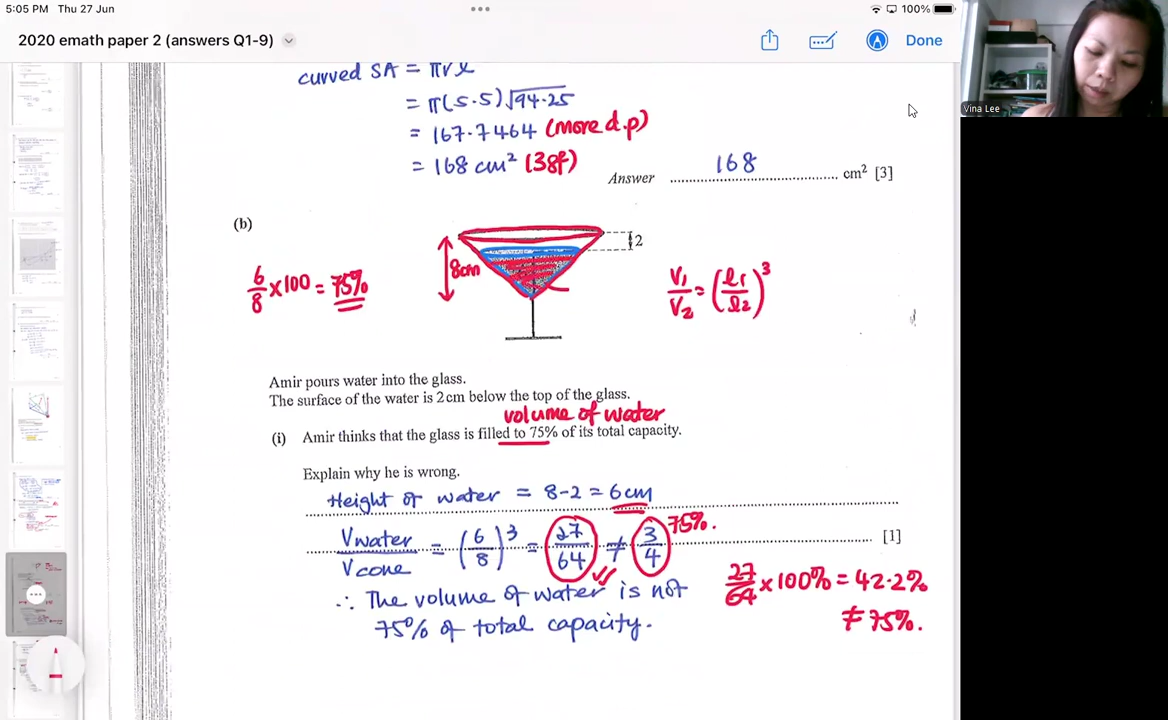 5:05 PM Thu 27 Jun
100%
2020 emath paper 2 (answers Q1-9)
Done
Vina Lee
curved SA = πrl
= π(5.5)√94.25
= 167.7464 (more d.p)
= 168 cm² (3sf)
Answer 168 cm² [3]
(b)
2
8cm
6/8 × 100 = 75%
V₁/V₂ = (l₁/l₂)³
Amir pours water into the glass.
The surface of the water is 2 cm below the top of the glass.
volume of water
(i) Amir thinks that the glass is filled to 75% of its total capacity.
Explain why he is wrong.
Height of water = 8-2 = 6cm
Vwater/Vcone = (6/8)³ = 27/64 ≠ 3/4 75%.
[1]
∴ The volume of water is not
75% of total capacity.
27/64 × 100% = 42.2%
≠ 75%.